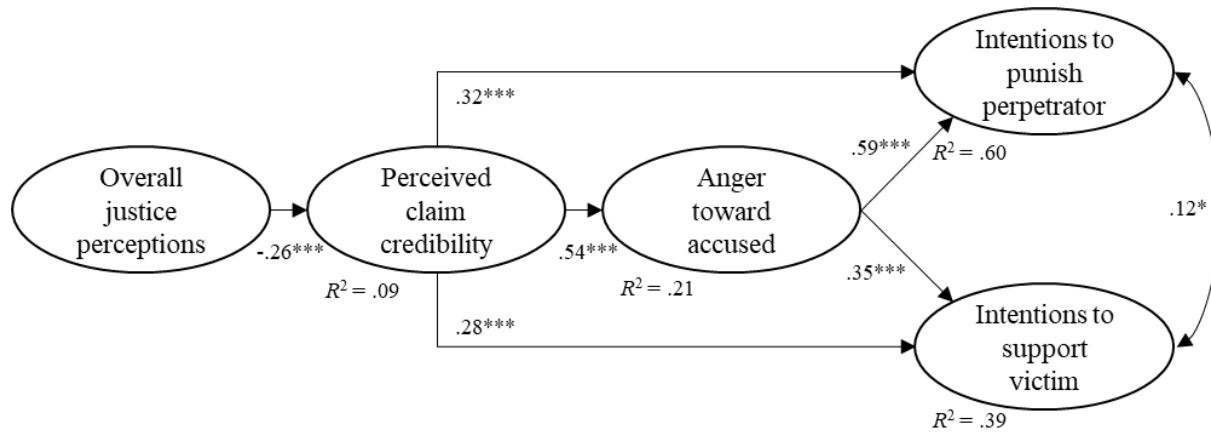 Intentions to
punish
perpetrator
.32***
.59***
R² = .60
Overall
justice
perceptions
Perceived
claim
credibility
Anger
toward
accused
.12*
-.26***
.54***
.35***
R² = .09
R² = .21
.28***
Intentions to
support
victim
R² = .39